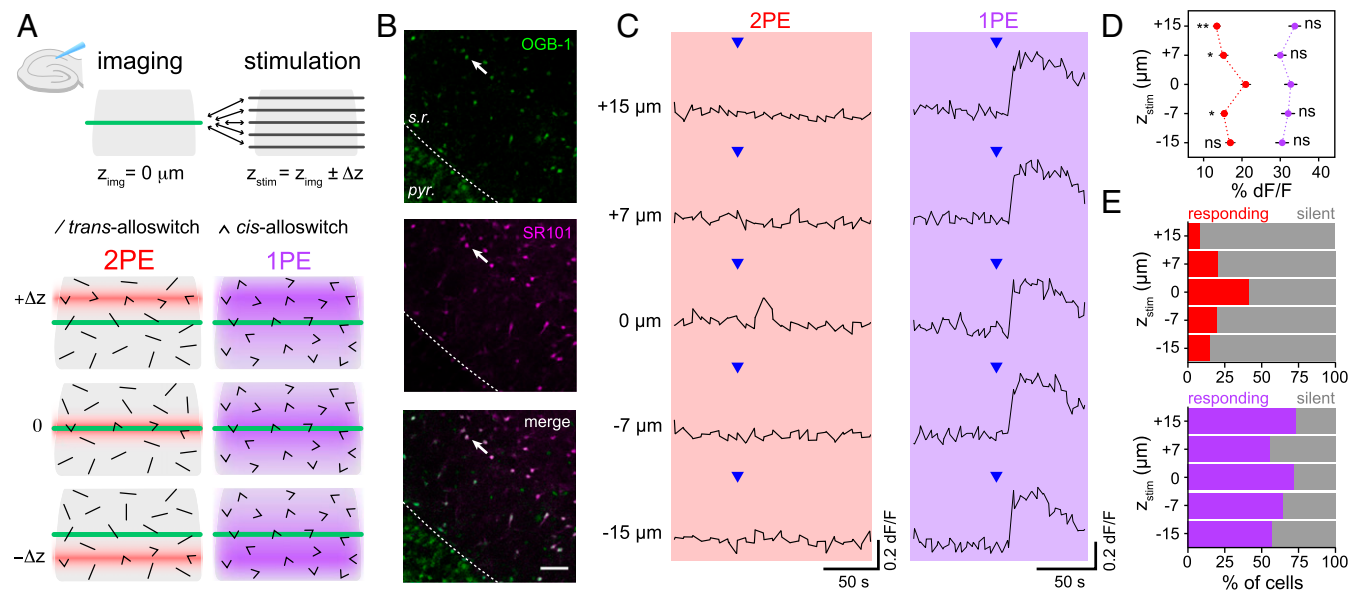 A
imaging
stimulation
z_img = 0 µm
z_stim = z_img ± Δz
/ trans-alloswitch
^ cis-alloswitch
2PE
1PE
+Δz
0
−Δz
B
OGB-1
s.r.
pyr.
SR101
merge
C
2PE
1PE
+15 µm
+7 µm
0 µm
-7 µm
-15 µm
50 s
0.2 dF/F
50 s
0.2 dF/F
D
z_stim (µm)
+15
**
ns
+7
*
ns
0
-7
*
ns
-15
ns
ns
10
20
30
40
% dF/F
E
responding
silent
z_stim (µm)
+15
+7
0
-7
-15
0
25
50
75
100
responding
silent
z_stim (µm)
+15
+7
0
-7
-15
0
25
50
75
100
% of cells